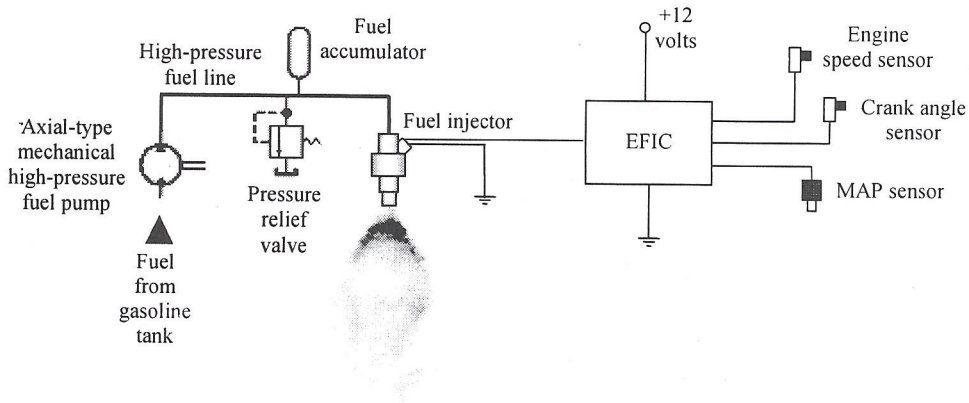 Fuel
accumulator
High-pressure
fuel line
Axial-type
mechanical
high-pressure
fuel pump
Fuel
from
gasoline
tank
Pressure
relief
valve
Fuel injector
+12
volts
EFIC
Engine
speed sensor
Crank angle
sensor
MAP sensor